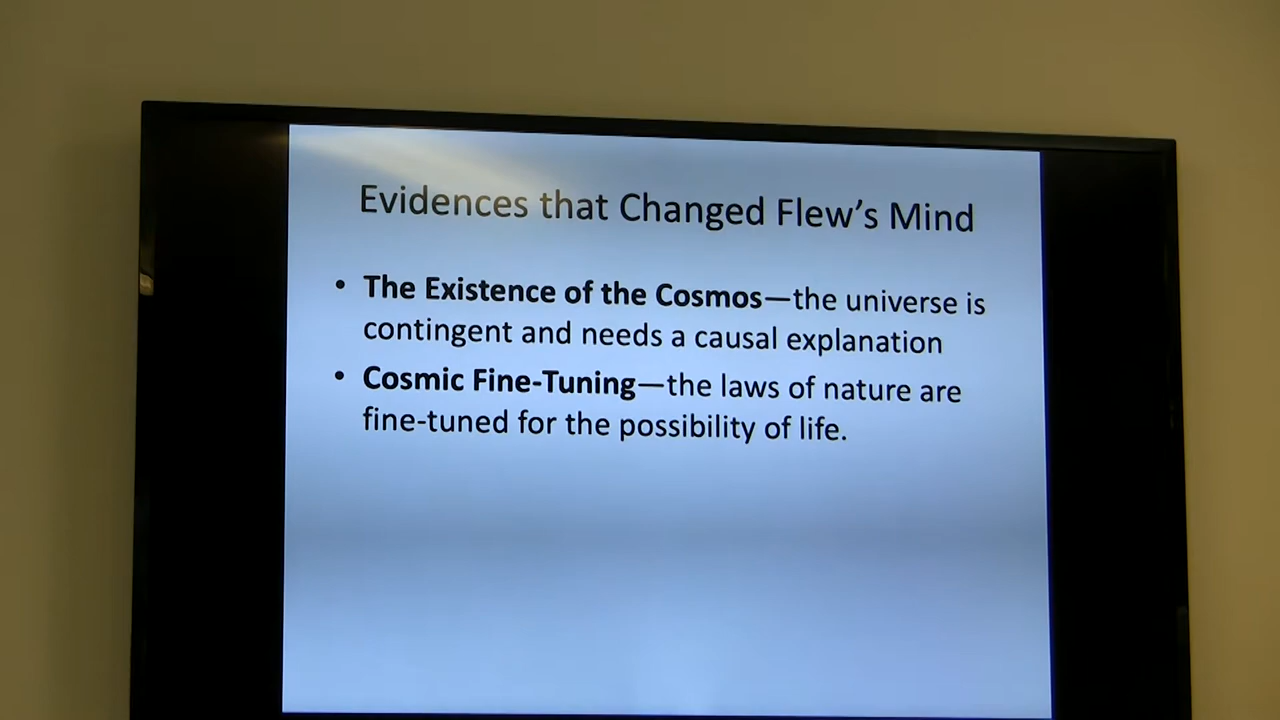 Evidences that Changed Flew's Mind
• The Existence of the Cosmos—the universe is
contingent and needs a causal explanation
• Cosmic Fine-Tuning—the laws of nature are
fine-tuned for the possibility of life.